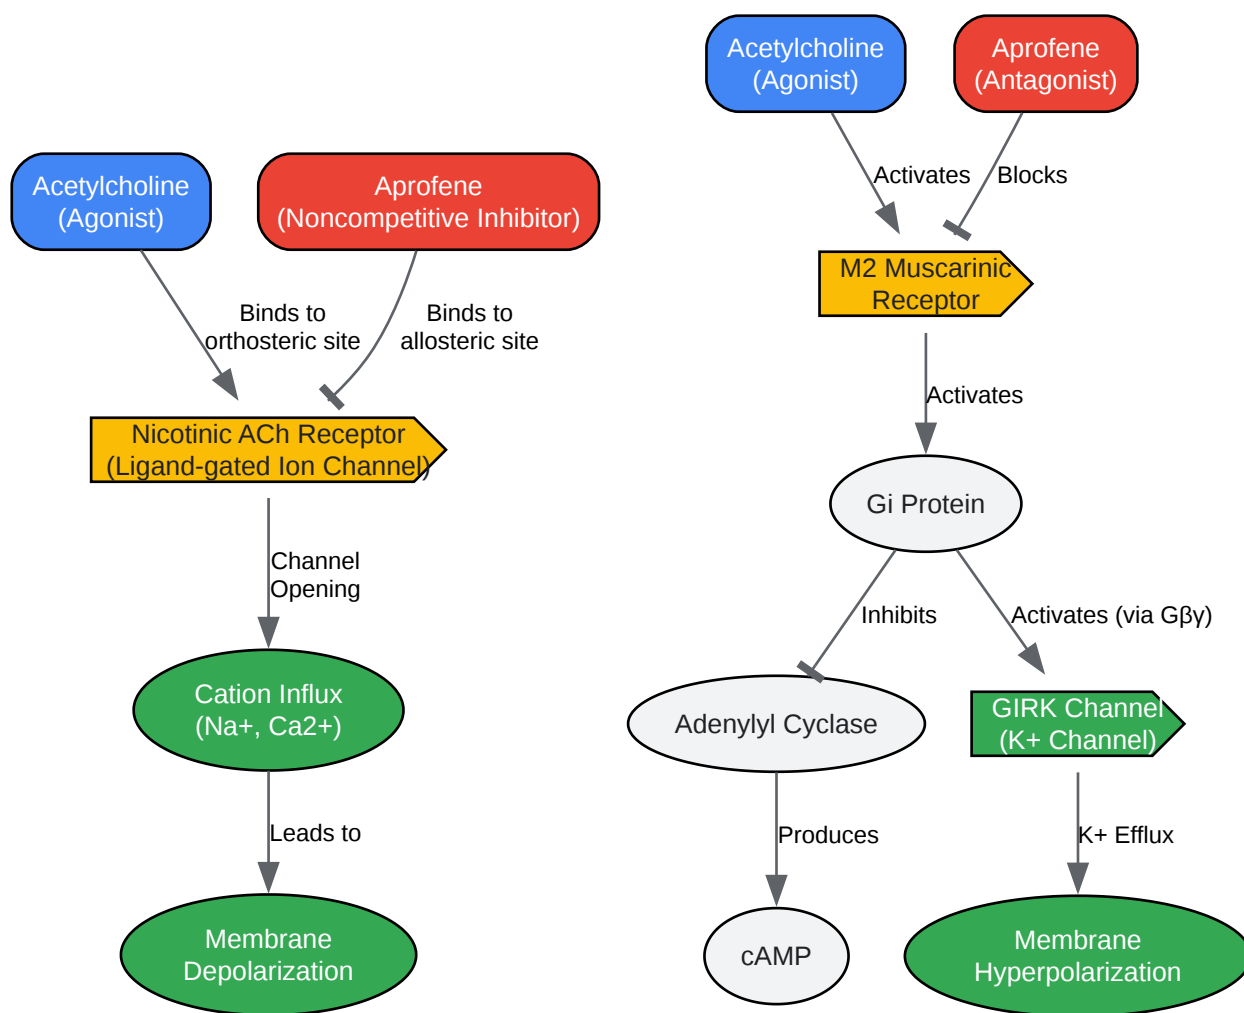 Acetylcholine
(Agonist)
Aprofene
(Noncompetitive Inhibitor)
Binds to
orthosteric site
Binds to
allosteric site
Nicotinic ACh Receptor
(Ligand-gated Ion Channel)
Channel
Opening
Cation Influx
(Na+, Ca2+)
Leads to
Membrane
Depolarization
Acetylcholine
(Agonist)
Aprofene
(Antagonist)
Activates
Blocks
M2 Muscarinic
Receptor
Activates
Gi Protein
Inhibits
Activates (via Gβγ)
Adenylyl Cyclase
GIRK Channel
(K+ Channel)
Produces
K+ Efflux
cAMP
Membrane
Hyperpolarization